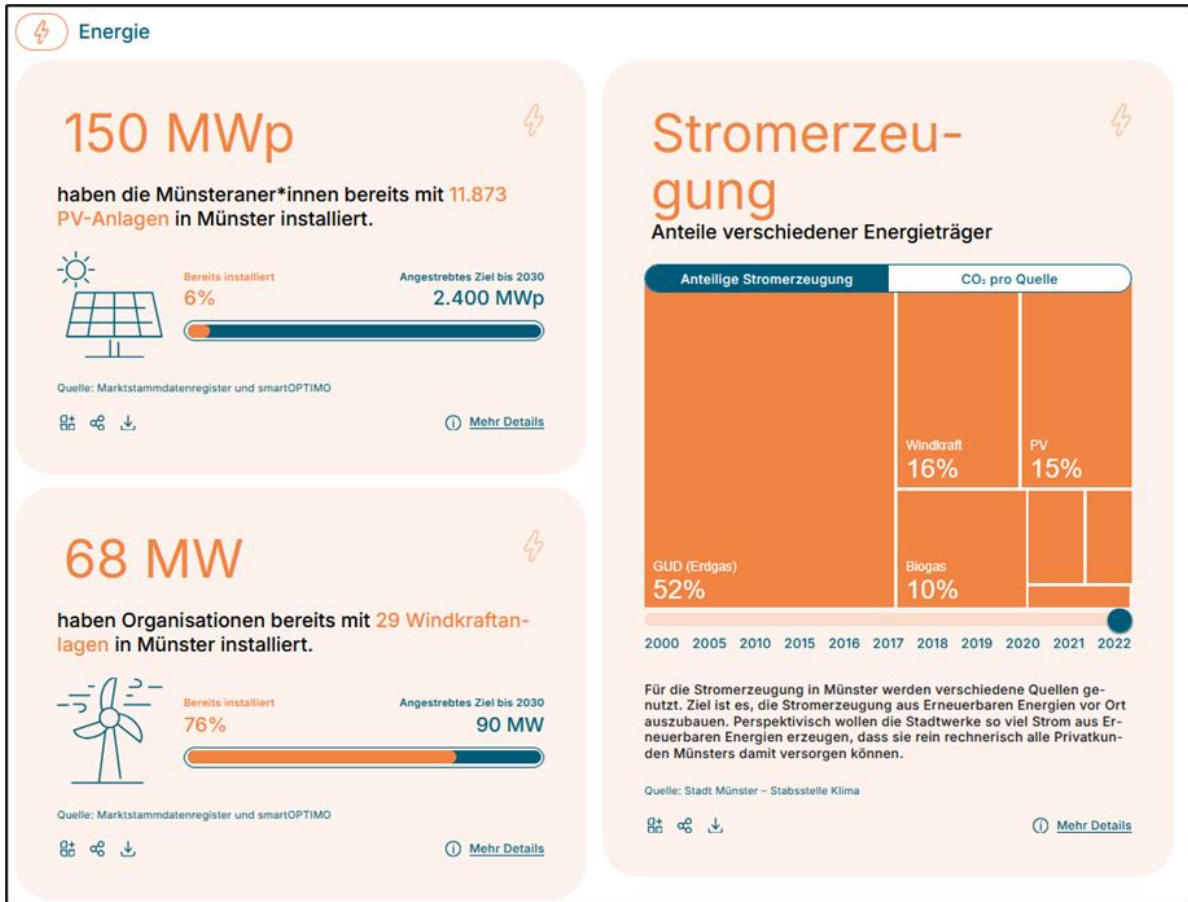 Energie
150 MWp
haben die Münsteraner*innen bereits mit 11.873
PV-Anlagen in Münster installiert.
Bereits installiert
6%
Angestrebtes Ziel bis 2030
2.400 MWp
Quelle: Marktstammdatenregister und smartOPTIMO
Mehr Details
68 MW
haben Organisationen bereits mit 29 Windkraftan-
lagen in Münster installiert.
Bereits installiert
76%
Angestrebtes Ziel bis 2030
90 MW
Quelle: Marktstammdatenregister und smartOPTIMO
Mehr Details
Stromerzeu-
gung
Anteile verschiedener Energieträger
Anteilige Stromerzeugung
CO₂ pro Quelle
Windkraft
16%
PV
15%
GUD (Erdgas)
52%
Biogas
10%
2000 2005 2010 2015 2016 2017 2018 2019 2020 2021 2022
Für die Stromerzeugung in Münster werden verschiedene Quellen ge-
nutzt. Ziel ist es, die Stromerzeugung aus Erneuerbaren Energien vor Ort
auszubauen. Perspektivisch wollen die Stadtwerke so viel Strom aus Er-
neuerbaren Energien erzeugen, dass sie rein rechnerisch alle Privatkun-
den Münsters damit versorgen können.
Quelle: Stadt Münster – Stabsstelle Klima
Mehr Details